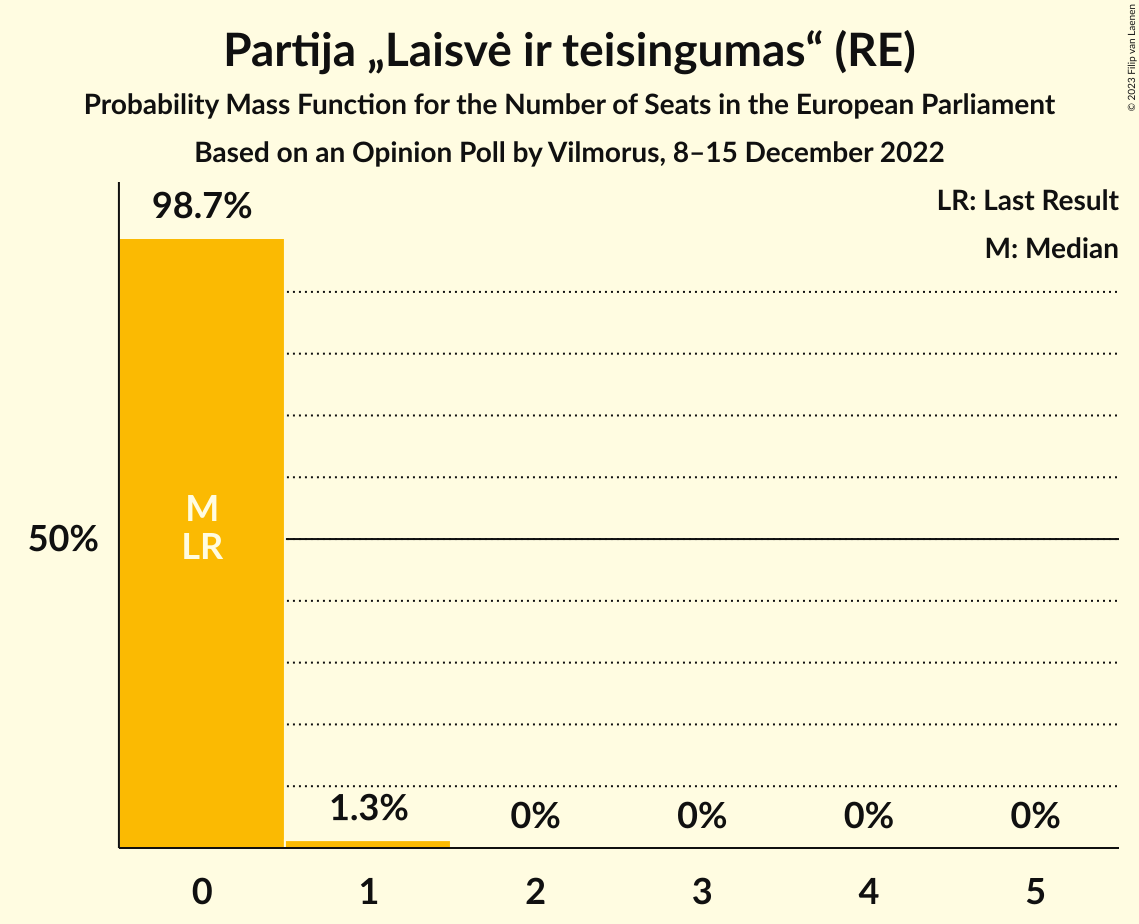 Partija „Laisvė ir teisingumas“ (RE)
Probability Mass Function for the Number of Seats in the European Parliament
Based on an Opinion Poll by Vilmorus, 8–15 December 2022
© 2023 Filip van Laenen
LR: Last Result
M: Median
98.7%
M
LR
50%
1.3%
0%
0%
0%
0%
0
1
2
3
4
5